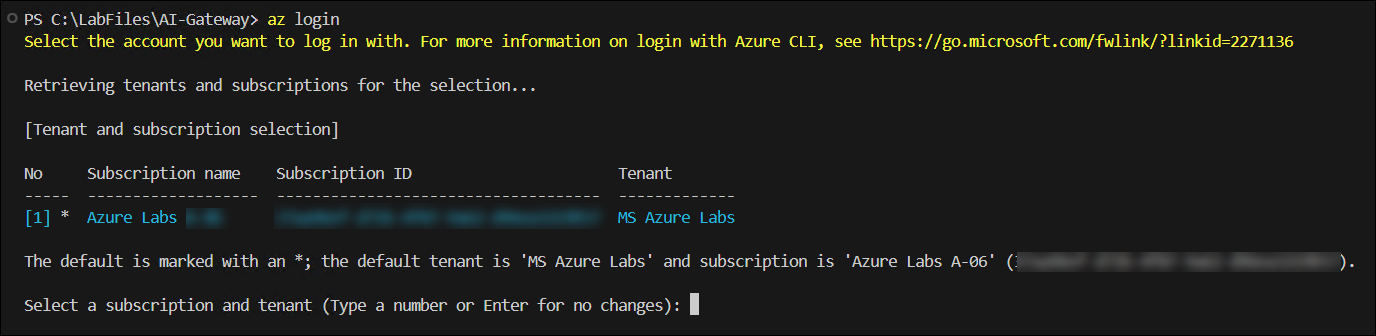 PS C:\LabFiles\AI-Gateway> az login
Select the account you want to log in with. For more information on login with Azure CLI, see https://go.microsoft.com/fwlink/?linkid=2271136
Retrieving tenants and subscriptions for the selection...
[Tenant and subscription selection]
No Subscription name Subscription ID Tenant
----- ------------------- ------------------------------------ -------------
[1] * Azure Labs MS Azure Labs
The default is marked with an *; the default tenant is 'MS Azure Labs' and subscription is 'Azure Labs A-06' ( ).
Select a subscription and tenant (Type a number or Enter for no changes):